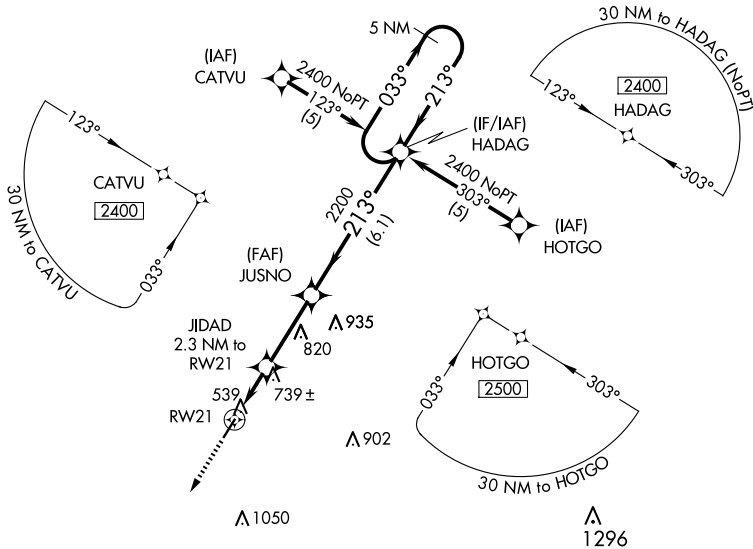 5 NM
30 NM to HADAG (NoPT)
(IAF)
CATVU
2400 NoPT
123°
(5)
033°
213°
2400
HADAG
123°
303°
(IF/IAF)
HADAG
123°
CATVU
2400
30 NM to CATVU
033°
2400 NoPT
303°
(5)
(IAF)
HOTGO
2200
213°
(6.1)
(FAF)
JUSNO
935
820
JIDAD
2.3 NM to
RW21
739 ±
539
RW21
HOTGO
2500
033°
303°
30 NM to HOTGO
902
1050
1296